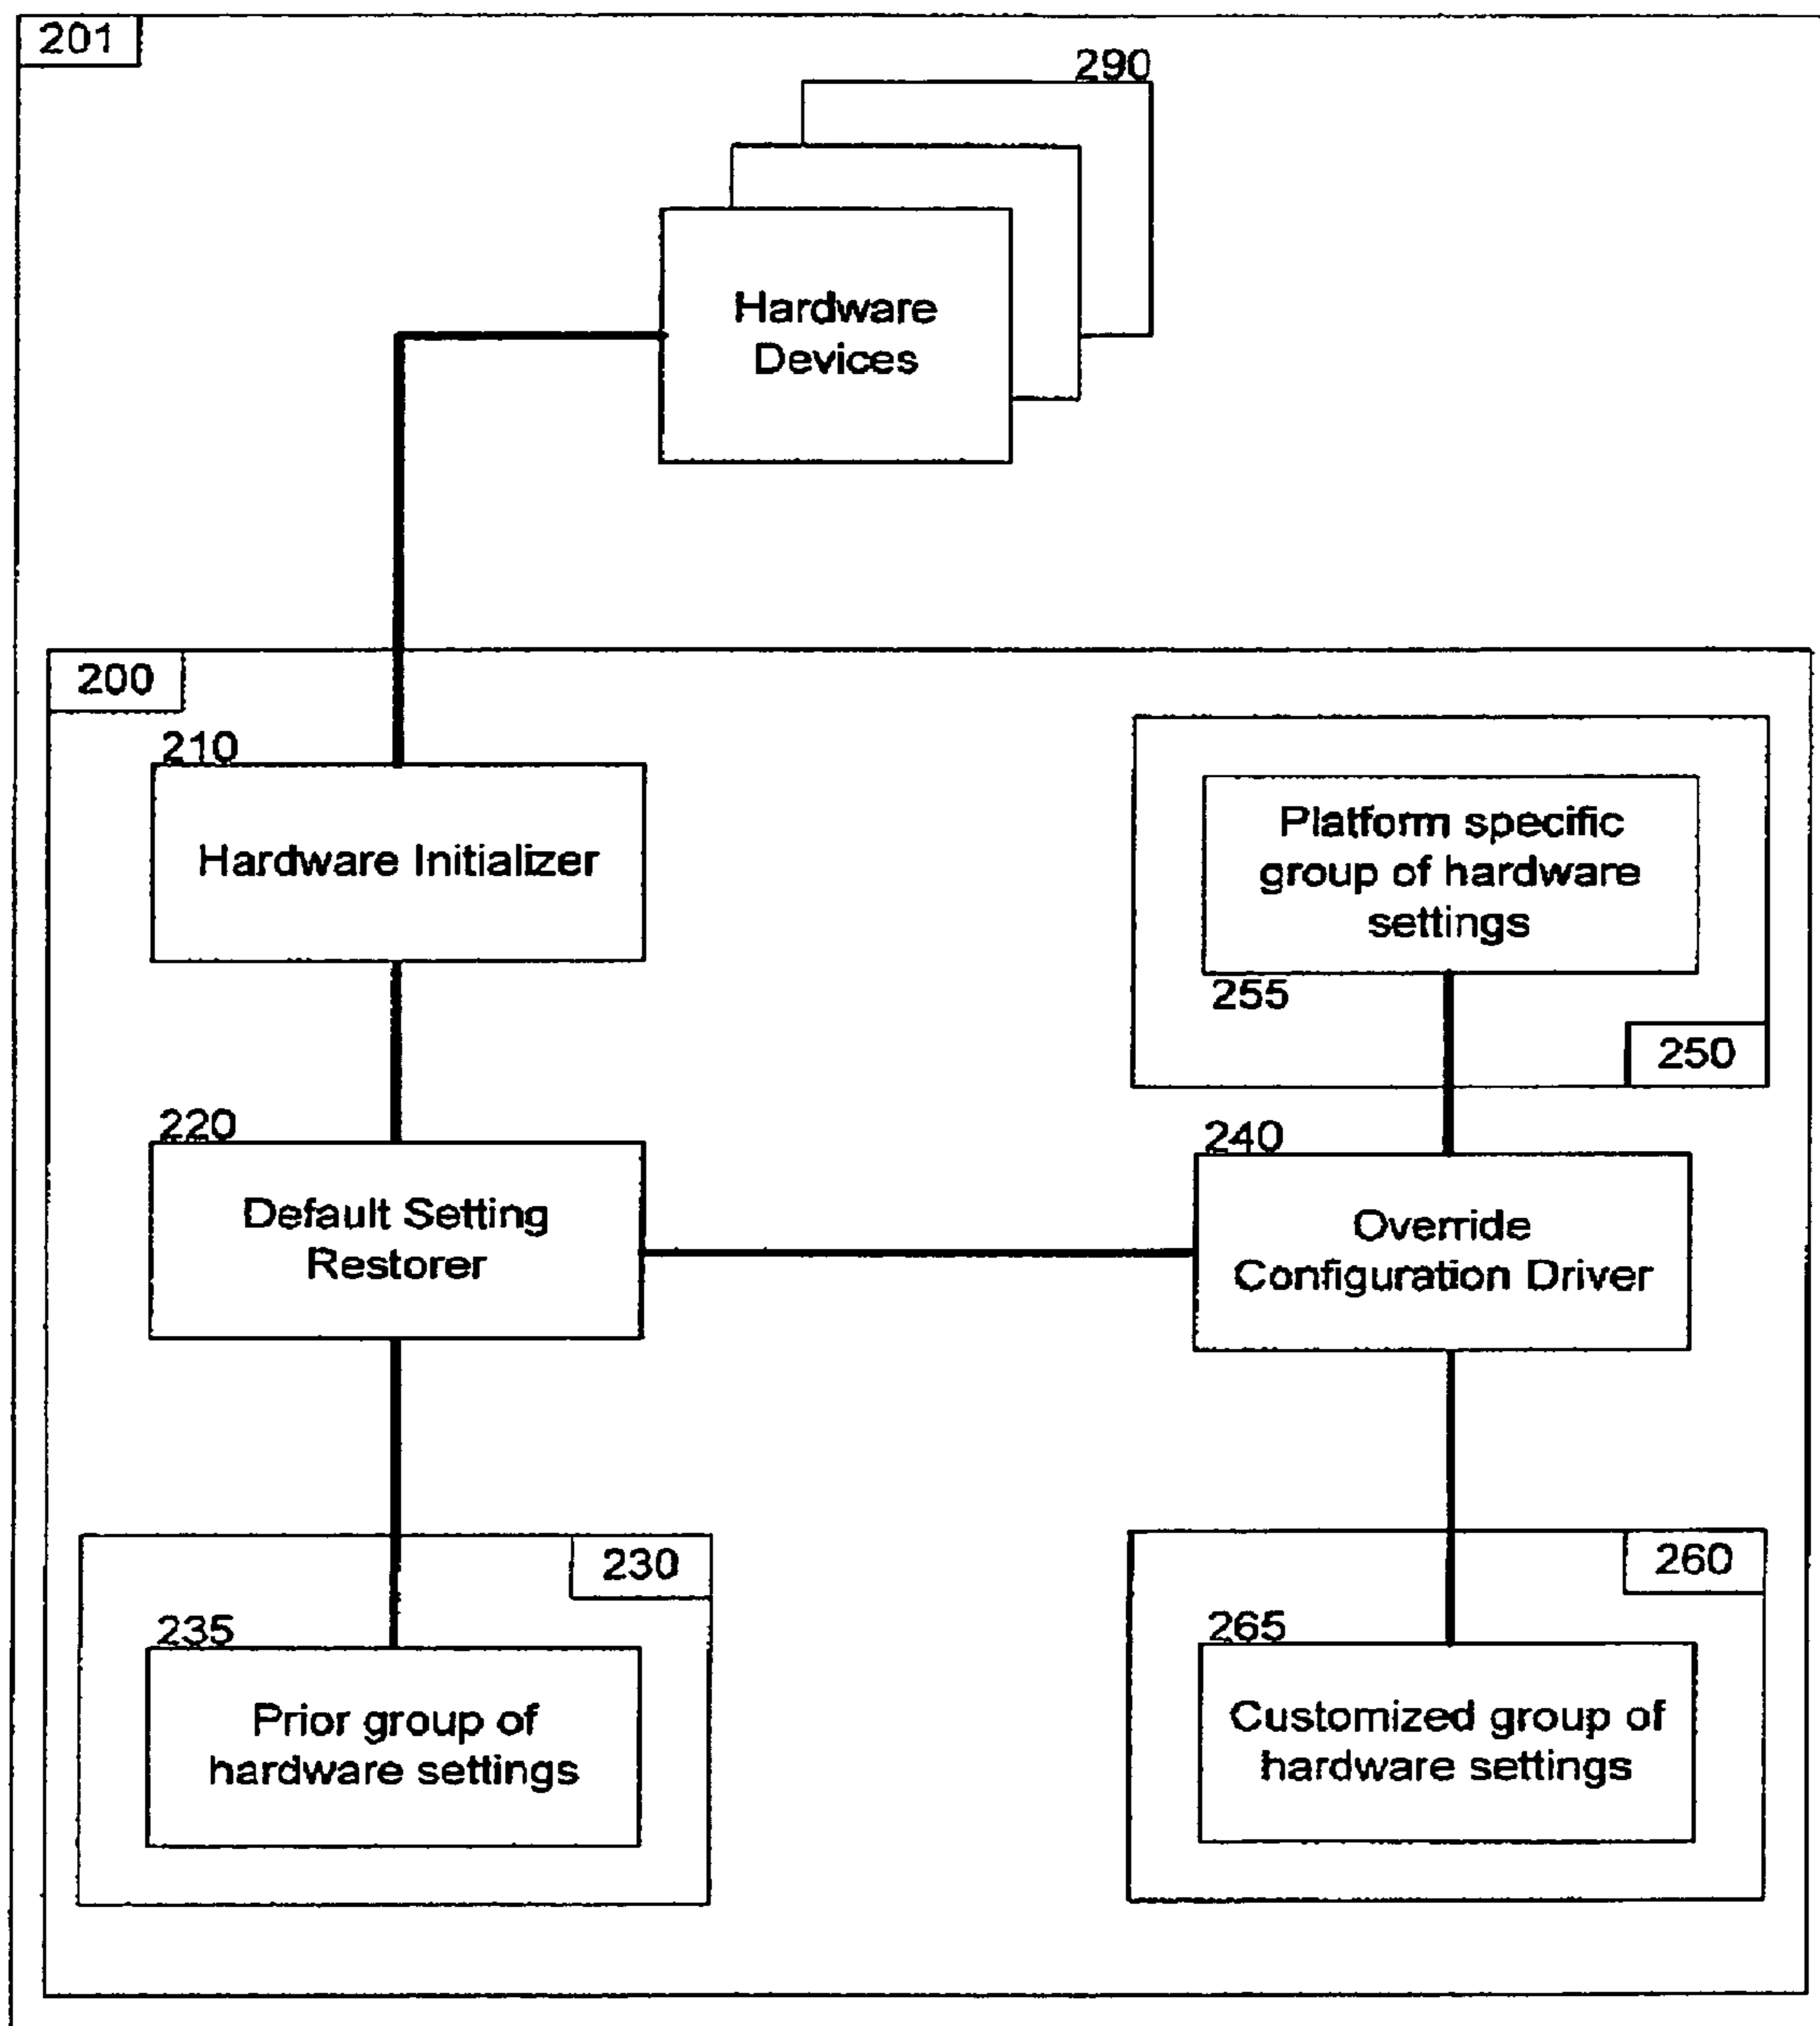 201
290
Hardware
Devices
200
210
Hardware Initializer
Platform specific
group of hardware
settings
255
250
220
Default Setting
Restorer
240
Override
Configuration Driver
230
235
Prior group of
hardware settings
260
265
Customized group of
hardware settings